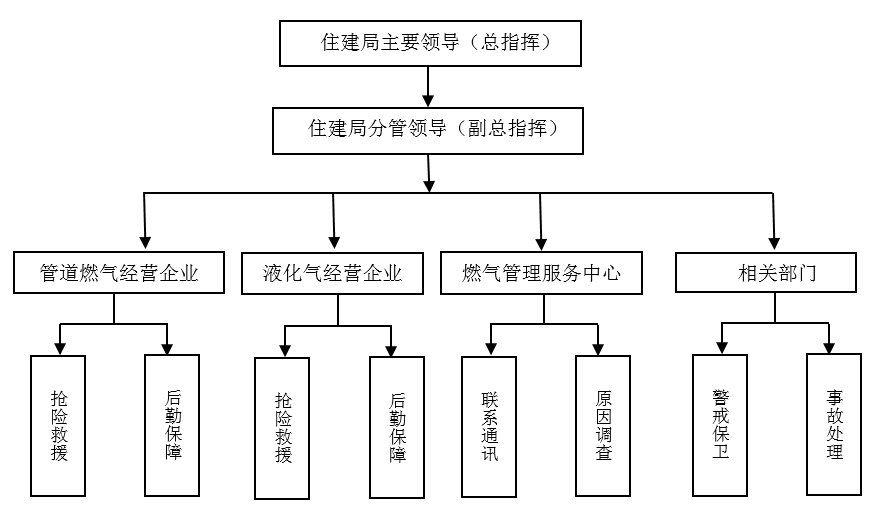 住建局主要领导（总指挥）
住建局分管领导（副总指挥）
管道燃气经营企业
液化气经营企业
燃气管理服务中心
相关部门
抢险救援
后勤保障
抢险救援
后勤保障
联系通讯
原因调查
警戒保卫
事故处理